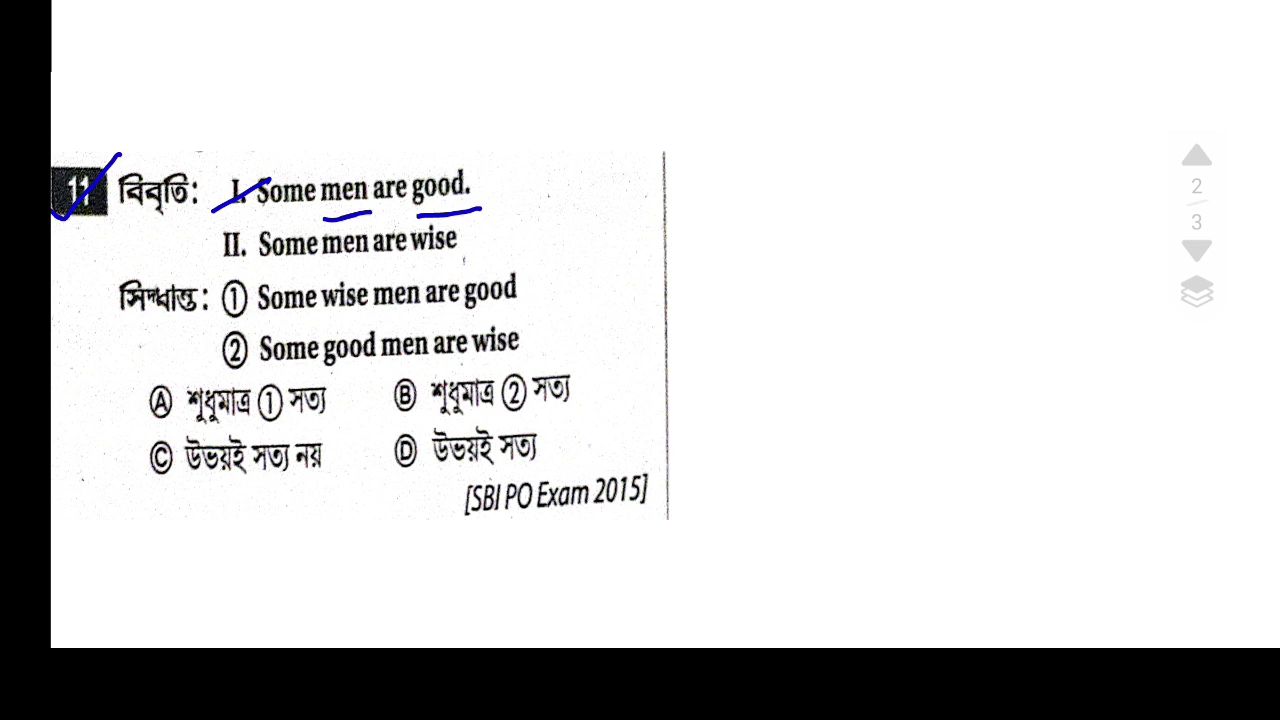 11 বিবৃতি: I. Some men are good.
II. Some men are wise
সিদ্ধান্ত: ① Some wise men are good
② Some good men are wise
Ⓐ শুধুমাত্র ① সত্য Ⓑ শুধুমাত্র ② সত্য
Ⓒ উভয়ই সত্য নয় Ⓓ উভয়ই সত্য
[SBI PO Exam 2015]
2
3